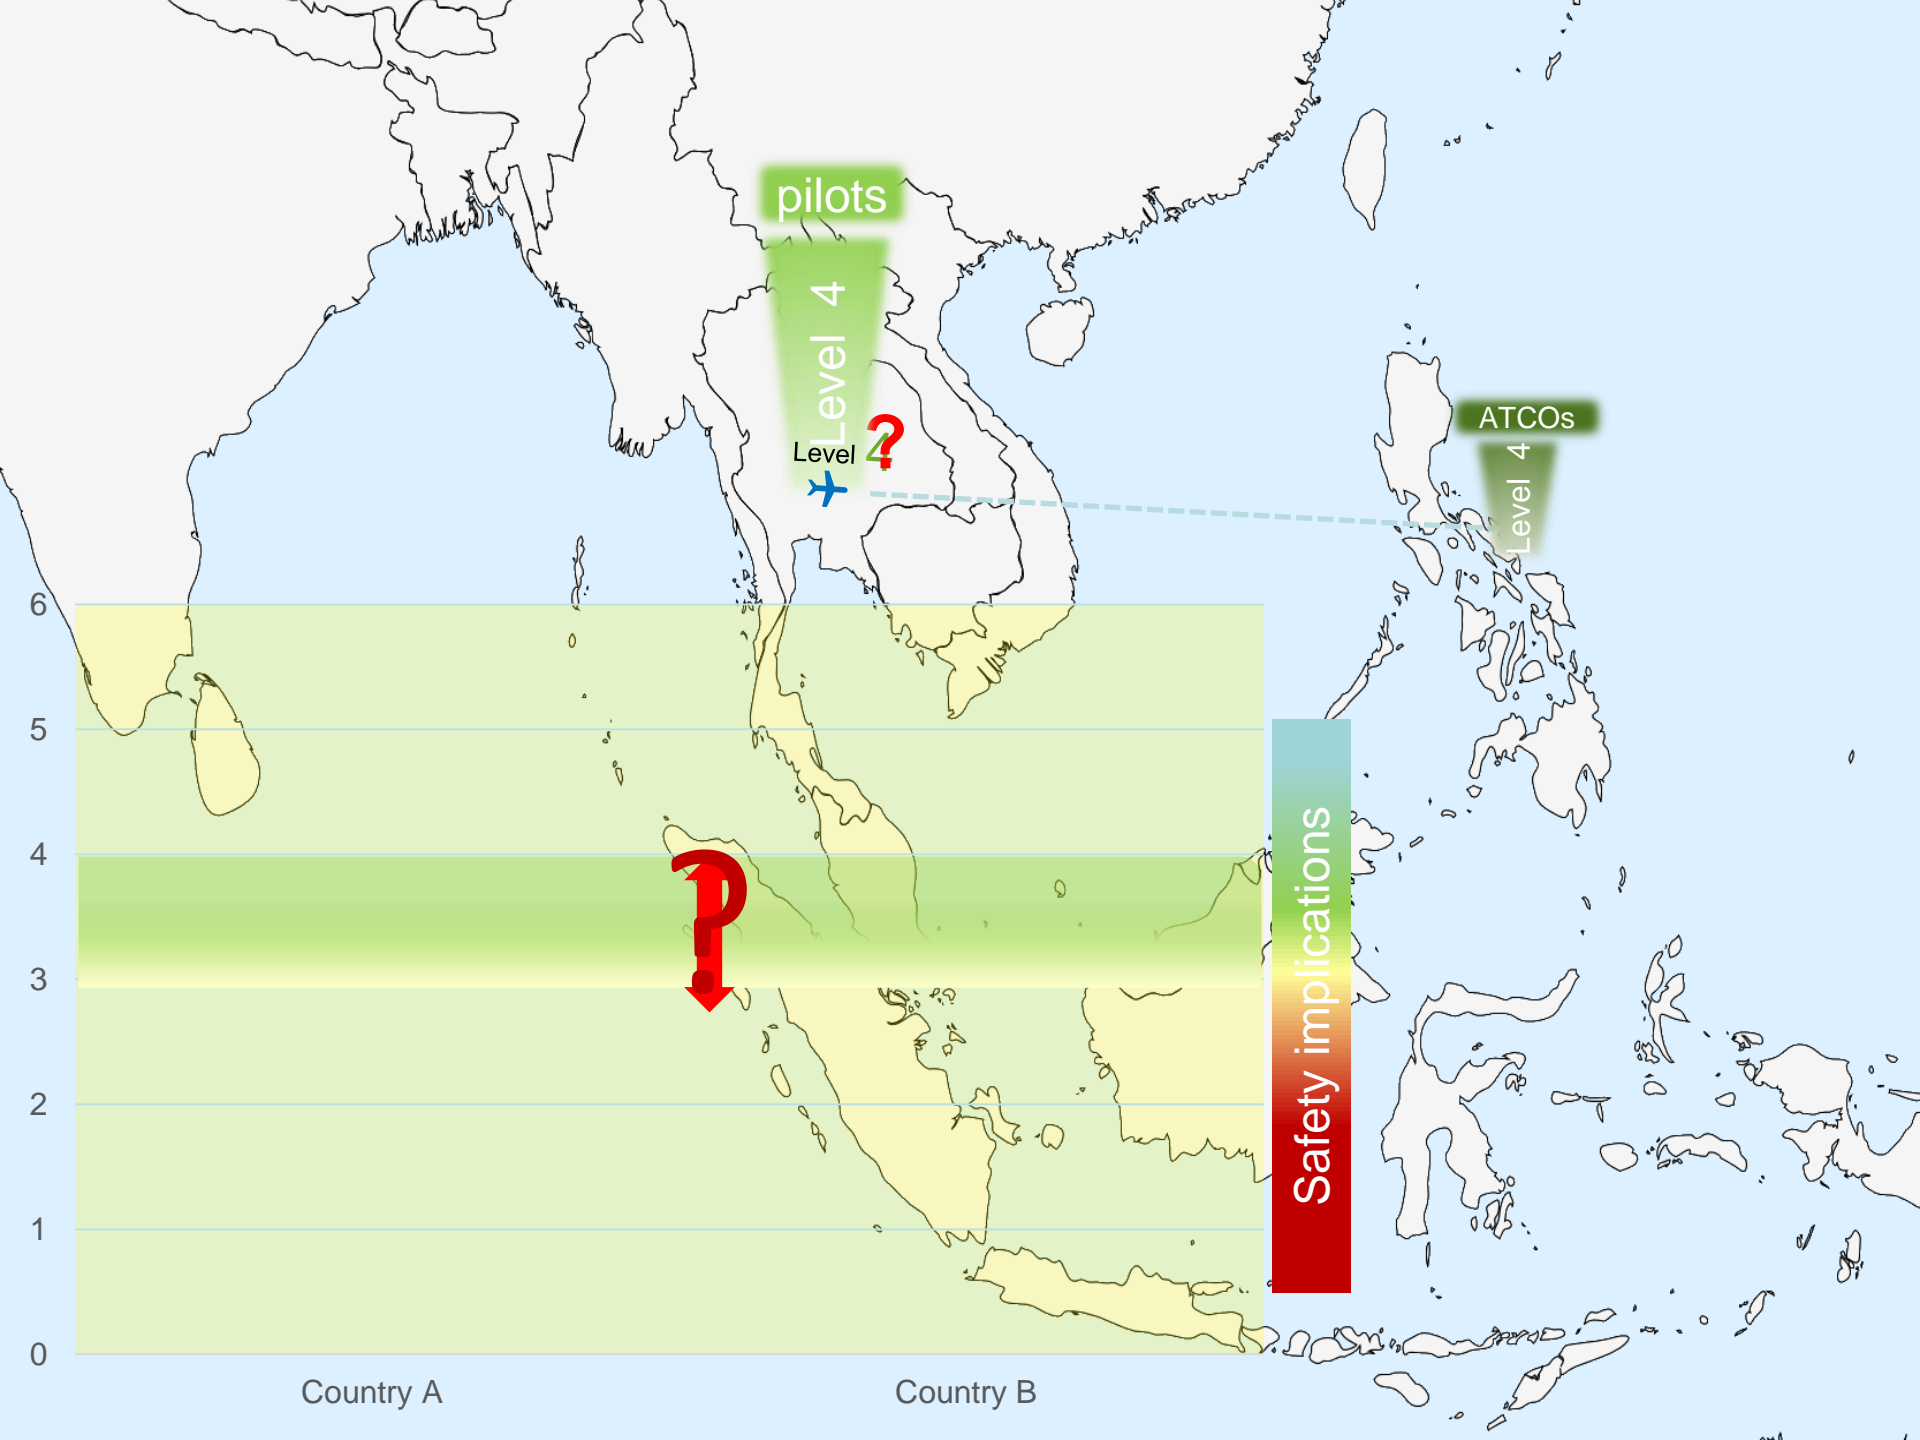 pilots
Level 4
Level 4
?
ATCOs
Level 4
6
5
4
3
2
1
0
?
Safety implications
Country A
Country B